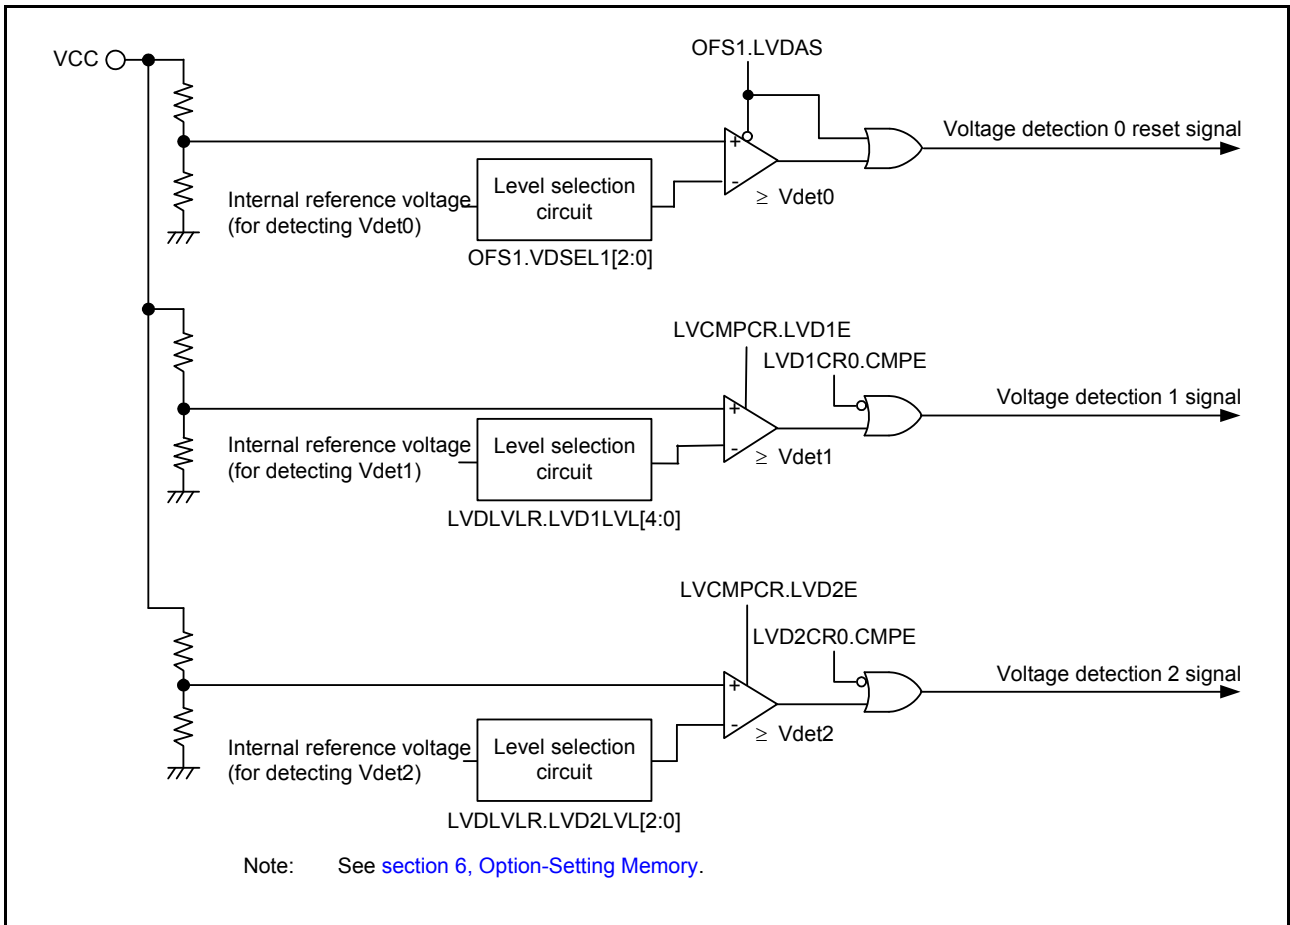 OFS1.LVDAS
VCC
Voltage detection 0 reset signal
+
-
Level selection
circuit
Internal reference voltage
(for detecting Vdet0)
≥ Vdet0
OFS1.VDSEL1[2:0]
LVCMPCR.LVD1E
LVD1CR0.CMPE
Voltage detection 1 signal
+
-
Level selection
circuit
Internal reference voltage
(for detecting Vdet1)
≥ Vdet1
LVDLVLR.LVD1LVL[4:0]
LVCMPCR.LVD2E
LVD2CR0.CMPE
Voltage detection 2 signal
+
-
Level selection
circuit
Internal reference voltage
(for detecting Vdet2)
≥ Vdet2
LVDLVLR.LVD2LVL[2:0]
Note: See section 6, Option-Setting Memory.